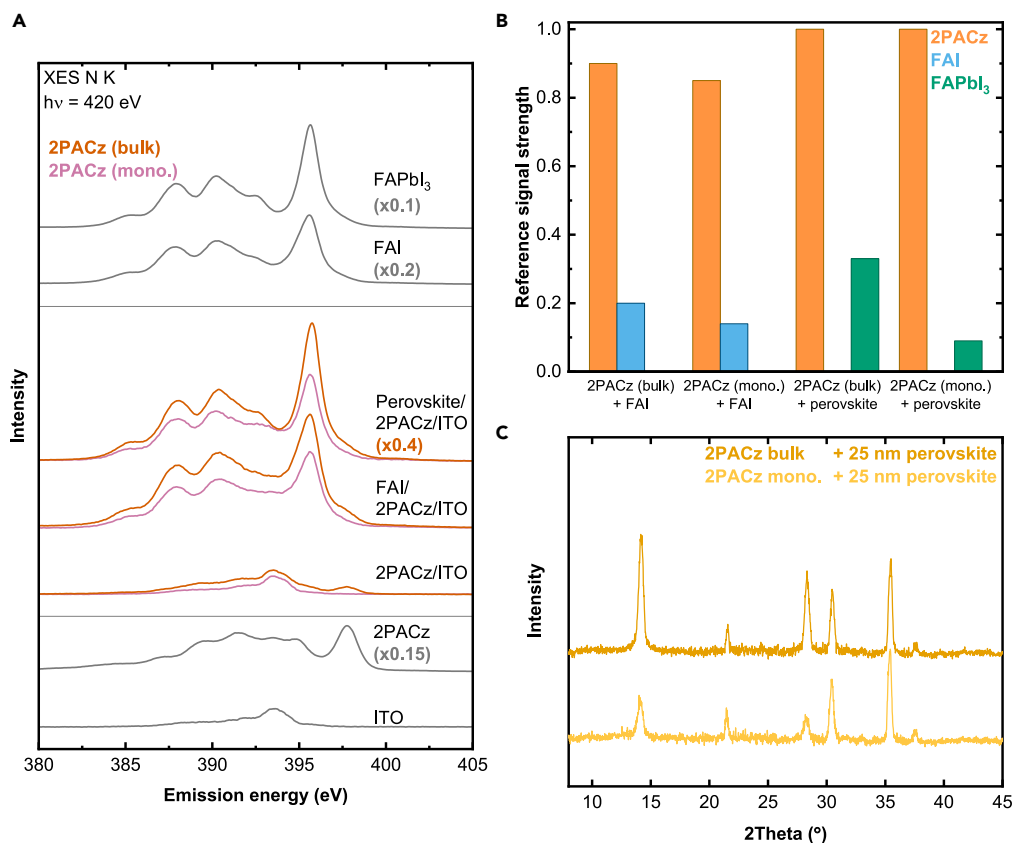 A
XES N K
hν = 420 eV
2PACz (bulk)
2PACz (mono.)
FAPbI₃
(x0.1)
FAI
(x0.2)
Perovskite/
2PACz/ITO
(x0.4)
FAI/
2PACz/ITO
2PACz/ITO
2PACz
(x0.15)
ITO
Intensity
380 385 390 395 400 405
Emission energy (eV)
B
2PACz
FAI
FAPbI₃
Reference signal strength
1.0
0.8
0.6
0.4
0.2
0.0
2PACz (bulk) 2PACz (mono.) 2PACz (bulk) 2PACz (mono.)
+ FAI + FAI + perovskite + perovskite
C
2PACz bulk + 25 nm perovskite
2PACz mono. + 25 nm perovskite
Intensity
10 15 20 25 30 35 40 45
2Theta (°)